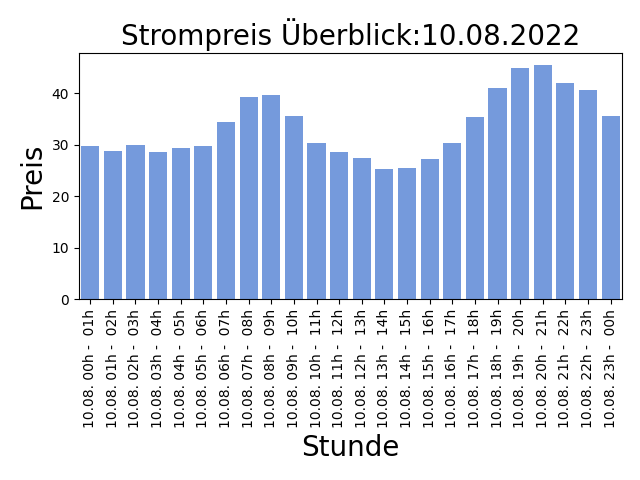 Strompreis Überblick:10.08.2022
Preis
40
30
20
10
0
10.08. 00h - 01h
10.08. 01h - 02h
10.08. 02h - 03h
10.08. 03h - 04h
10.08. 04h - 05h
10.08. 05h - 06h
10.08. 06h - 07h
10.08. 07h - 08h
10.08. 08h - 09h
10.08. 09h - 10h
10.08. 10h - 11h
10.08. 11h - 12h
10.08. 12h - 13h
10.08. 13h - 14h
10.08. 14h - 15h
10.08. 15h - 16h
10.08. 16h - 17h
10.08. 17h - 18h
10.08. 18h - 19h
10.08. 19h - 20h
10.08. 20h - 21h
10.08. 21h - 22h
10.08. 22h - 23h
10.08. 23h - 00h
Stunde